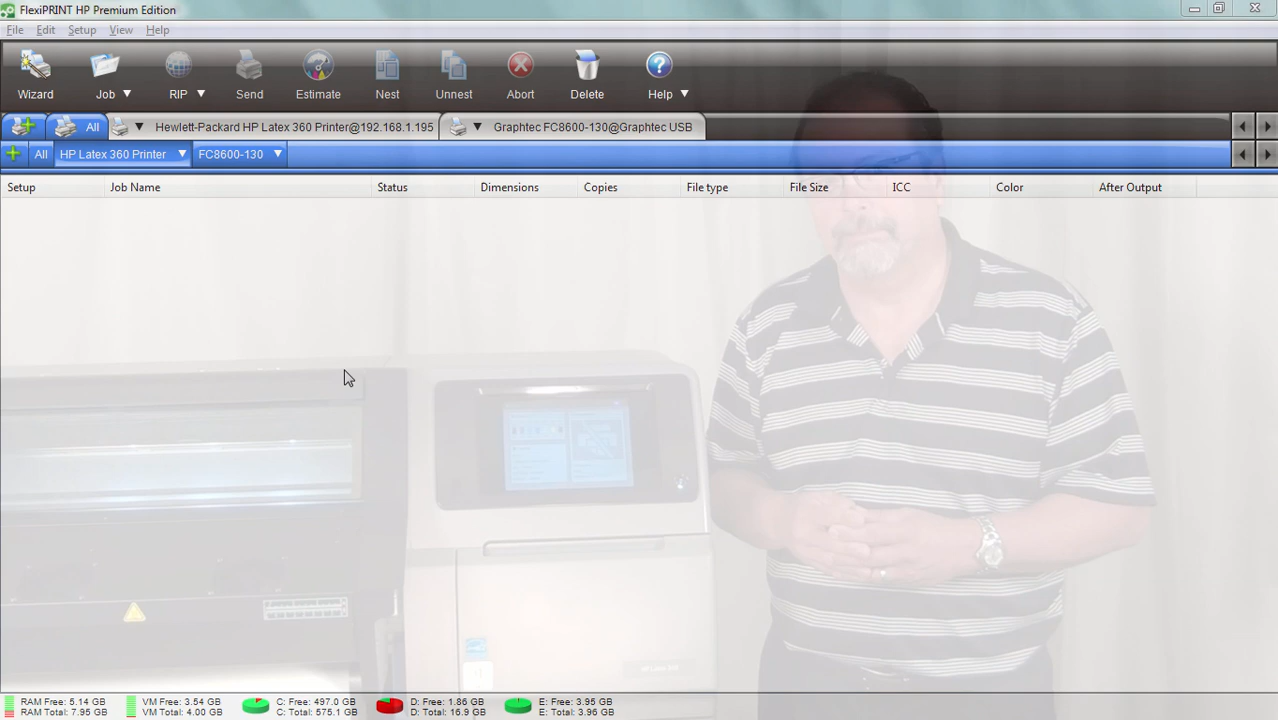 FlexiPRINT HP Premium Edition
File Edit Setup View Help
Wizard Job RIP Send Estimate Nest Unnest Abort Delete Help
All Hewlett-Packard HP Latex 360 Printer@192.168.1.195 Graphtec FC8600-130@Graphtec USB
All HP Latex 360 Printer FC8600-130
Setup Job Name Status Dimensions Copies File type File Size ICC Color After Output
RAM Free: 5.14 GB VM Free: 3.54 GB C: Free: 497.0 GB D: Free: 1.86 GB E: Free: 3.95 GB
RAM Total: 7.95 GB VM Total: 4.00 GB C: Total: 575.1 GB D: Total: 16.9 GB E: Total: 3.96 GB